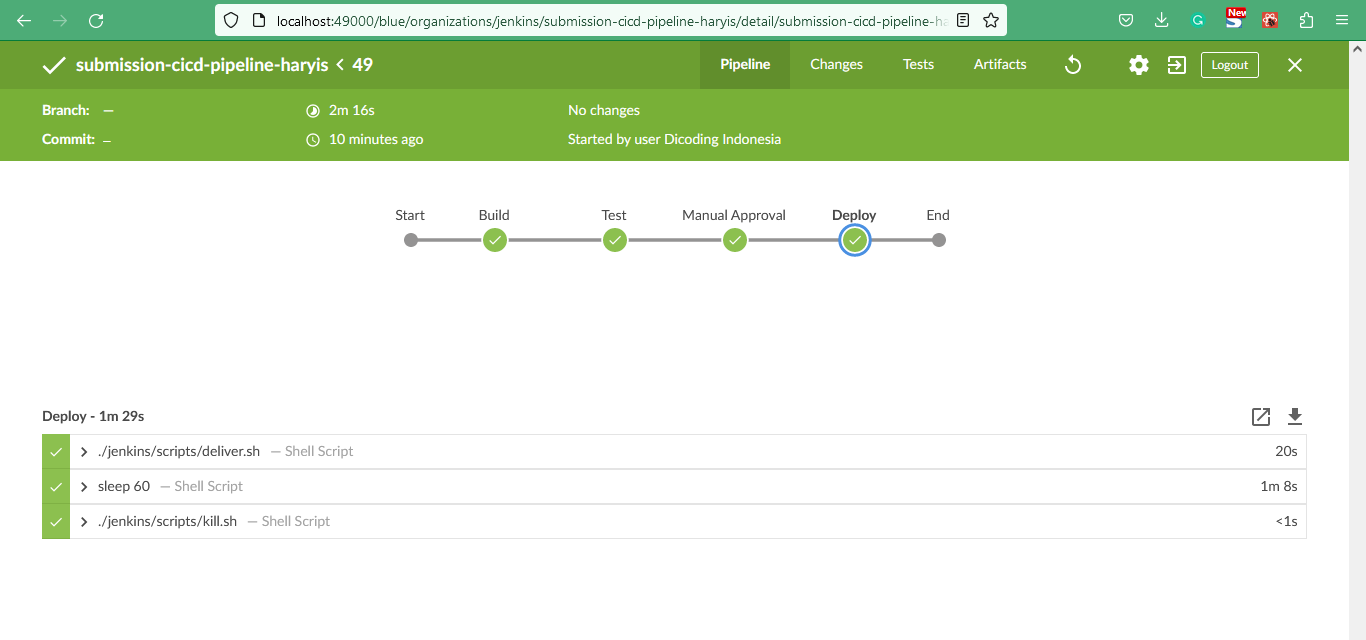 localhost:49000/blue/organizations/jenkins/submission-cicd-pipeline-haryis/detail/submission-cicd-pipeline-ha
New
submission-cicd-pipeline-haryis < 49
Pipeline
Changes
Tests
Artifacts
Logout
Branch: —
2m 16s
No changes
Commit: —
10 minutes ago
Started by user Dicoding Indonesia
Start
Build
Test
Manual Approval
Deploy
End
Deploy - 1m 29s
./jenkins/scripts/deliver.sh — Shell Script
20s
sleep 60 — Shell Script
1m 8s
./jenkins/scripts/kill.sh — Shell Script
<1s